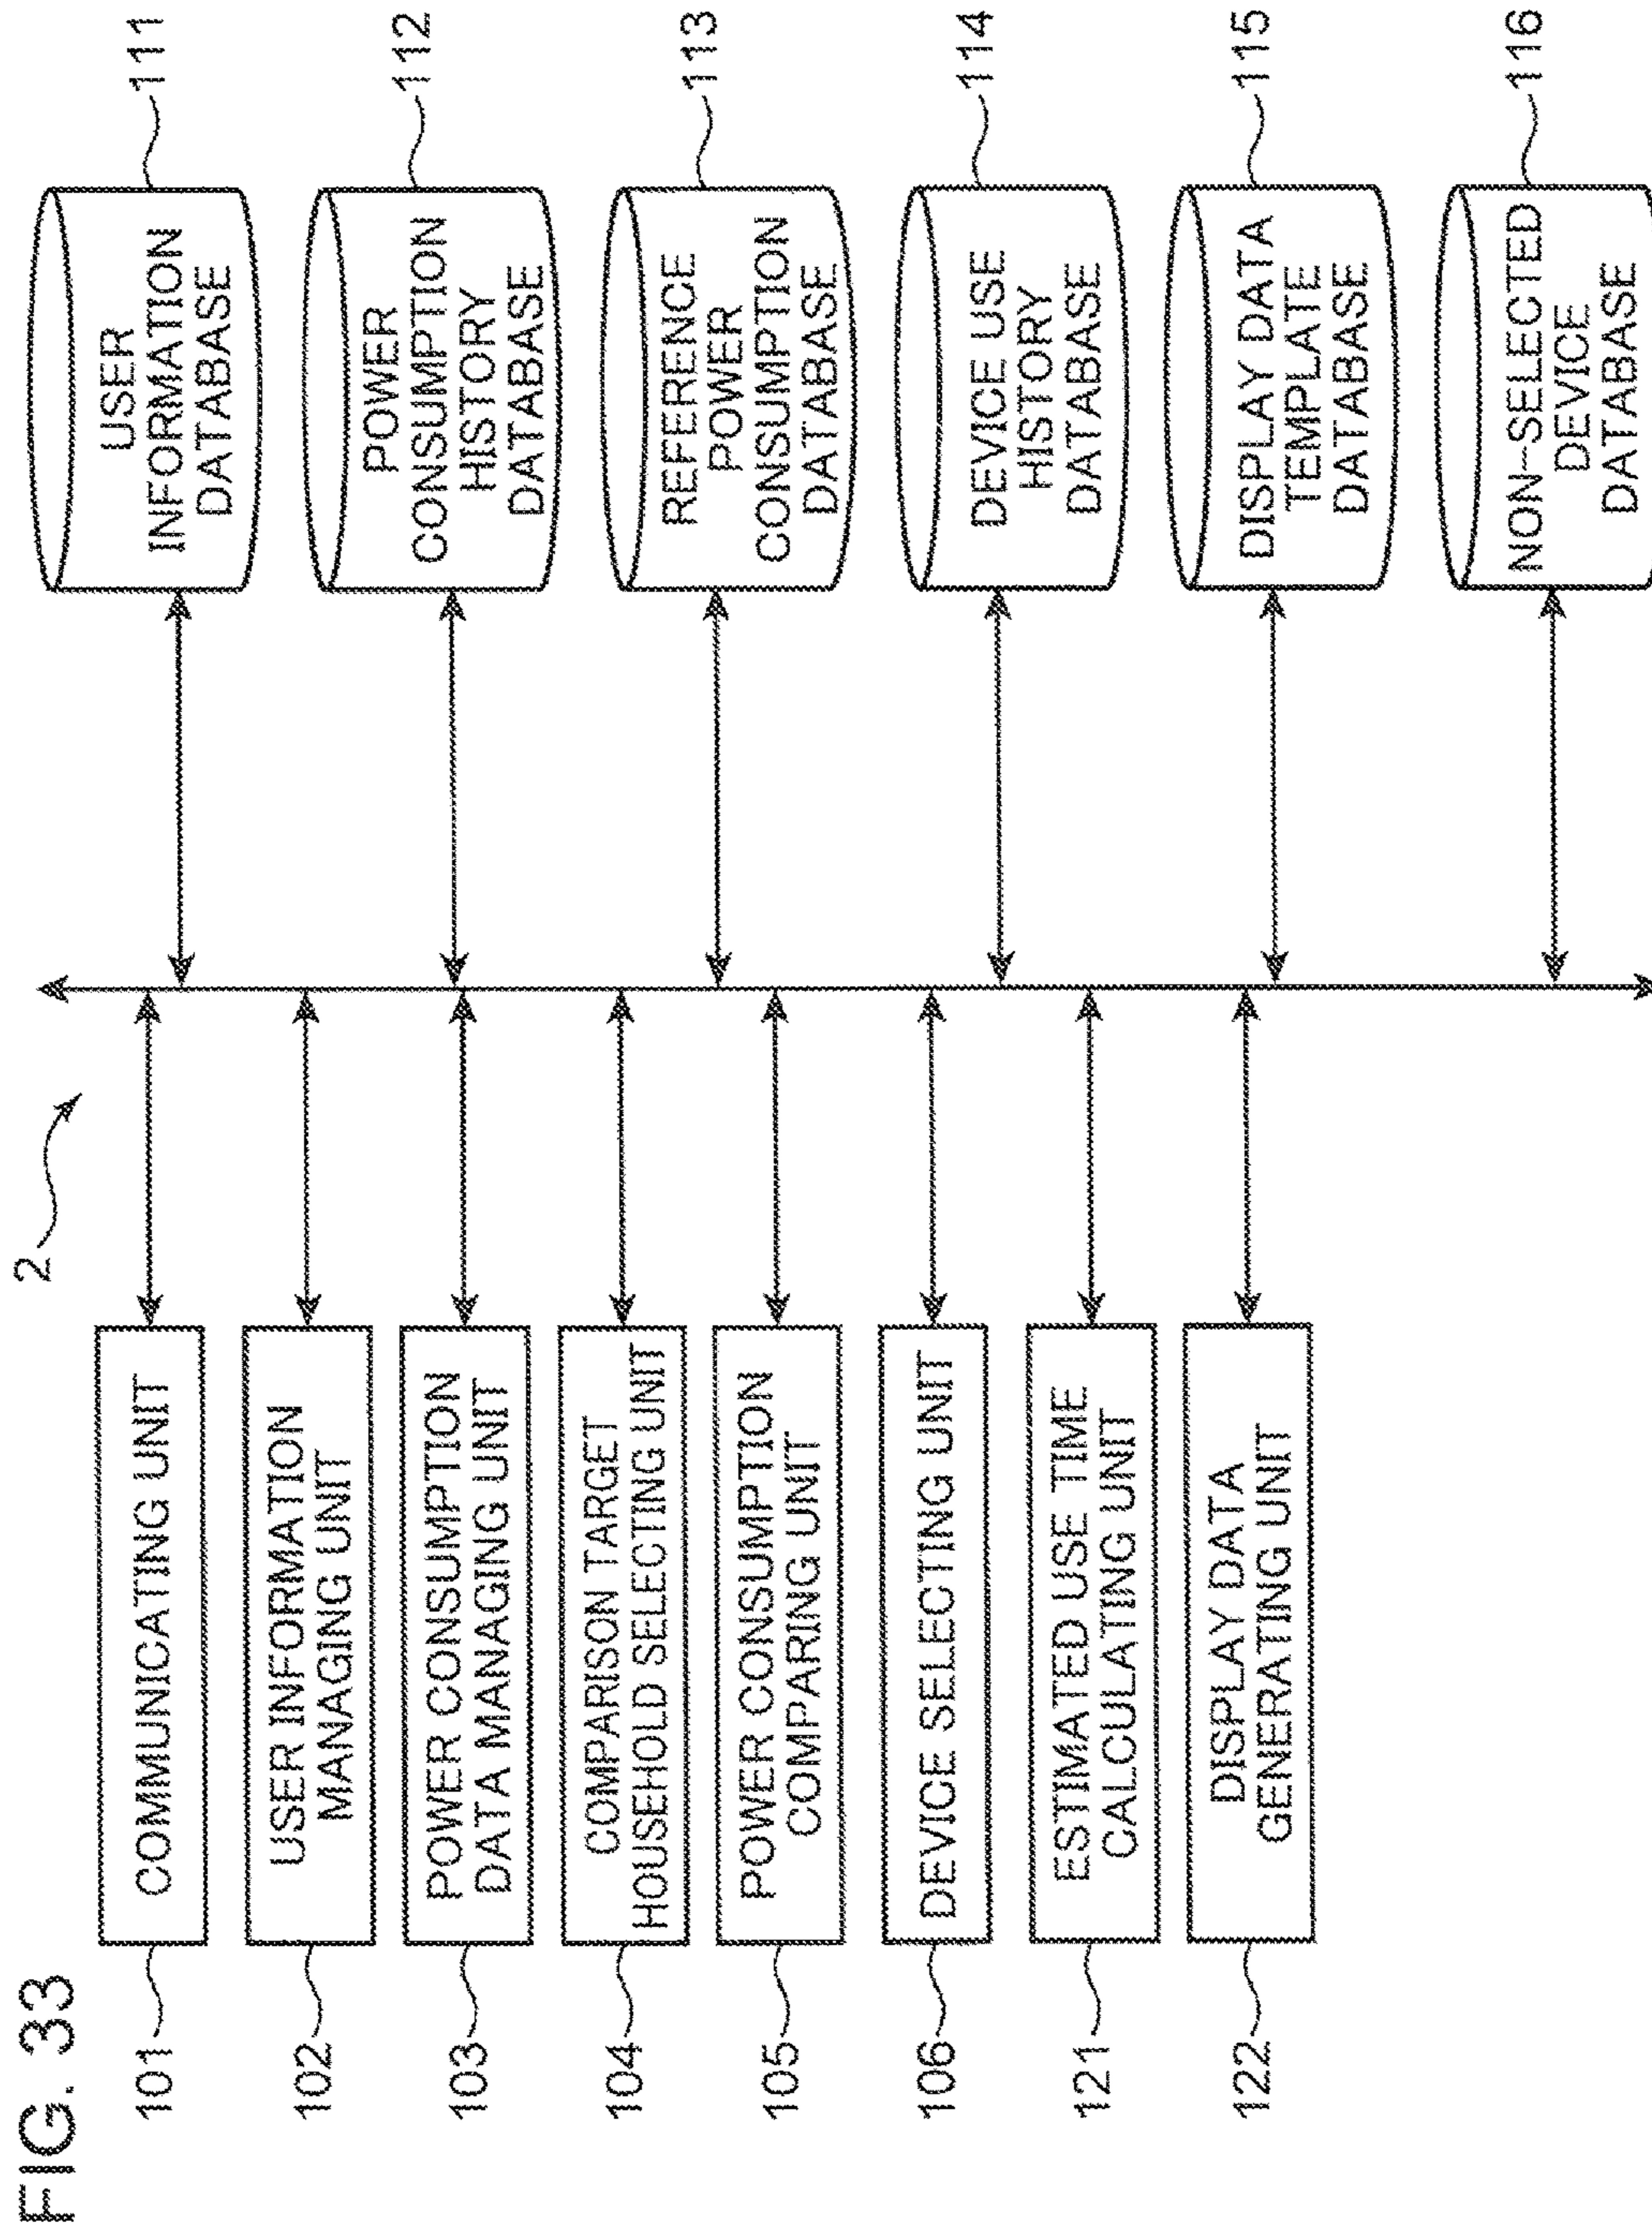 FIG. 33
2
101
COMMUNICATING UNIT
102
USER INFORMATION
MANAGING UNIT
103
POWER CONSUMPTION
DATA MANAGING UNIT
104
COMPARISON TARGET
HOUSEHOLD SELECTING UNIT
105
POWER CONSUMPTION
COMPARING UNIT
106
DEVICE SELECTING UNIT
121
ESTIMATED USE TIME
CALCULATING UNIT
122
DISPLAY DATA
GENERATING UNIT
USER
INFORMATION
DATABASE
111
POWER
CONSUMPTION
HISTORY
DATABASE
112
REFERENCE
POWER
CONSUMPTION
DATABASE
113
DEVICE USE
HISTORY
DATABASE
114
DISPLAY DATA
TEMPLATE
DATABASE
115
NON-SELECTED
DEVICE
DATABASE
116